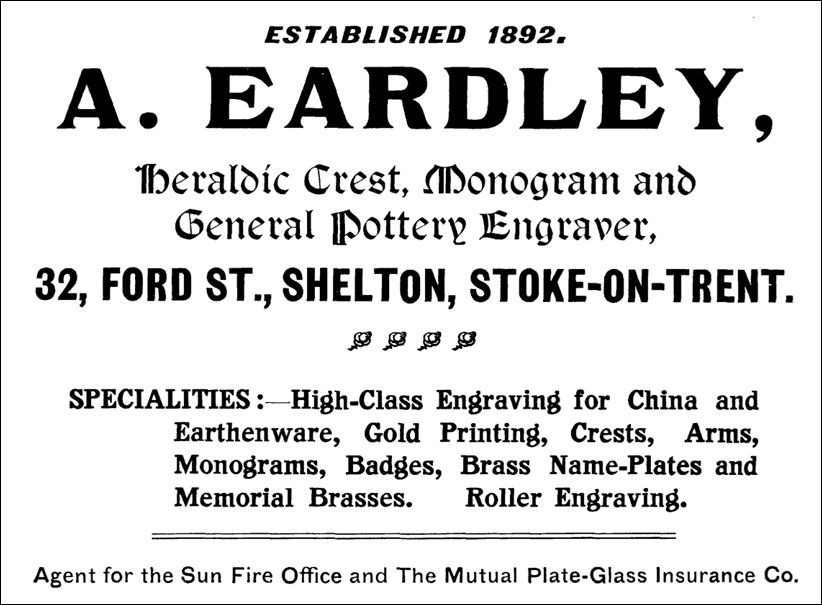 ESTABLISHED 1892.
A. EARDLEY,
Heraldic Crest, Monogram and
General Pottery Engraver,
32, FORD ST., SHELTON, STOKE-ON-TRENT.
SPECIALITIES:—High-Class Engraving for China and
Earthenware, Gold Printing, Crests, Arms,
Monograms, Badges, Brass Name-Plates and
Memorial Brasses. Roller Engraving.
Agent for the Sun Fire Office and The Mutual Plate-Glass Insurance Co.